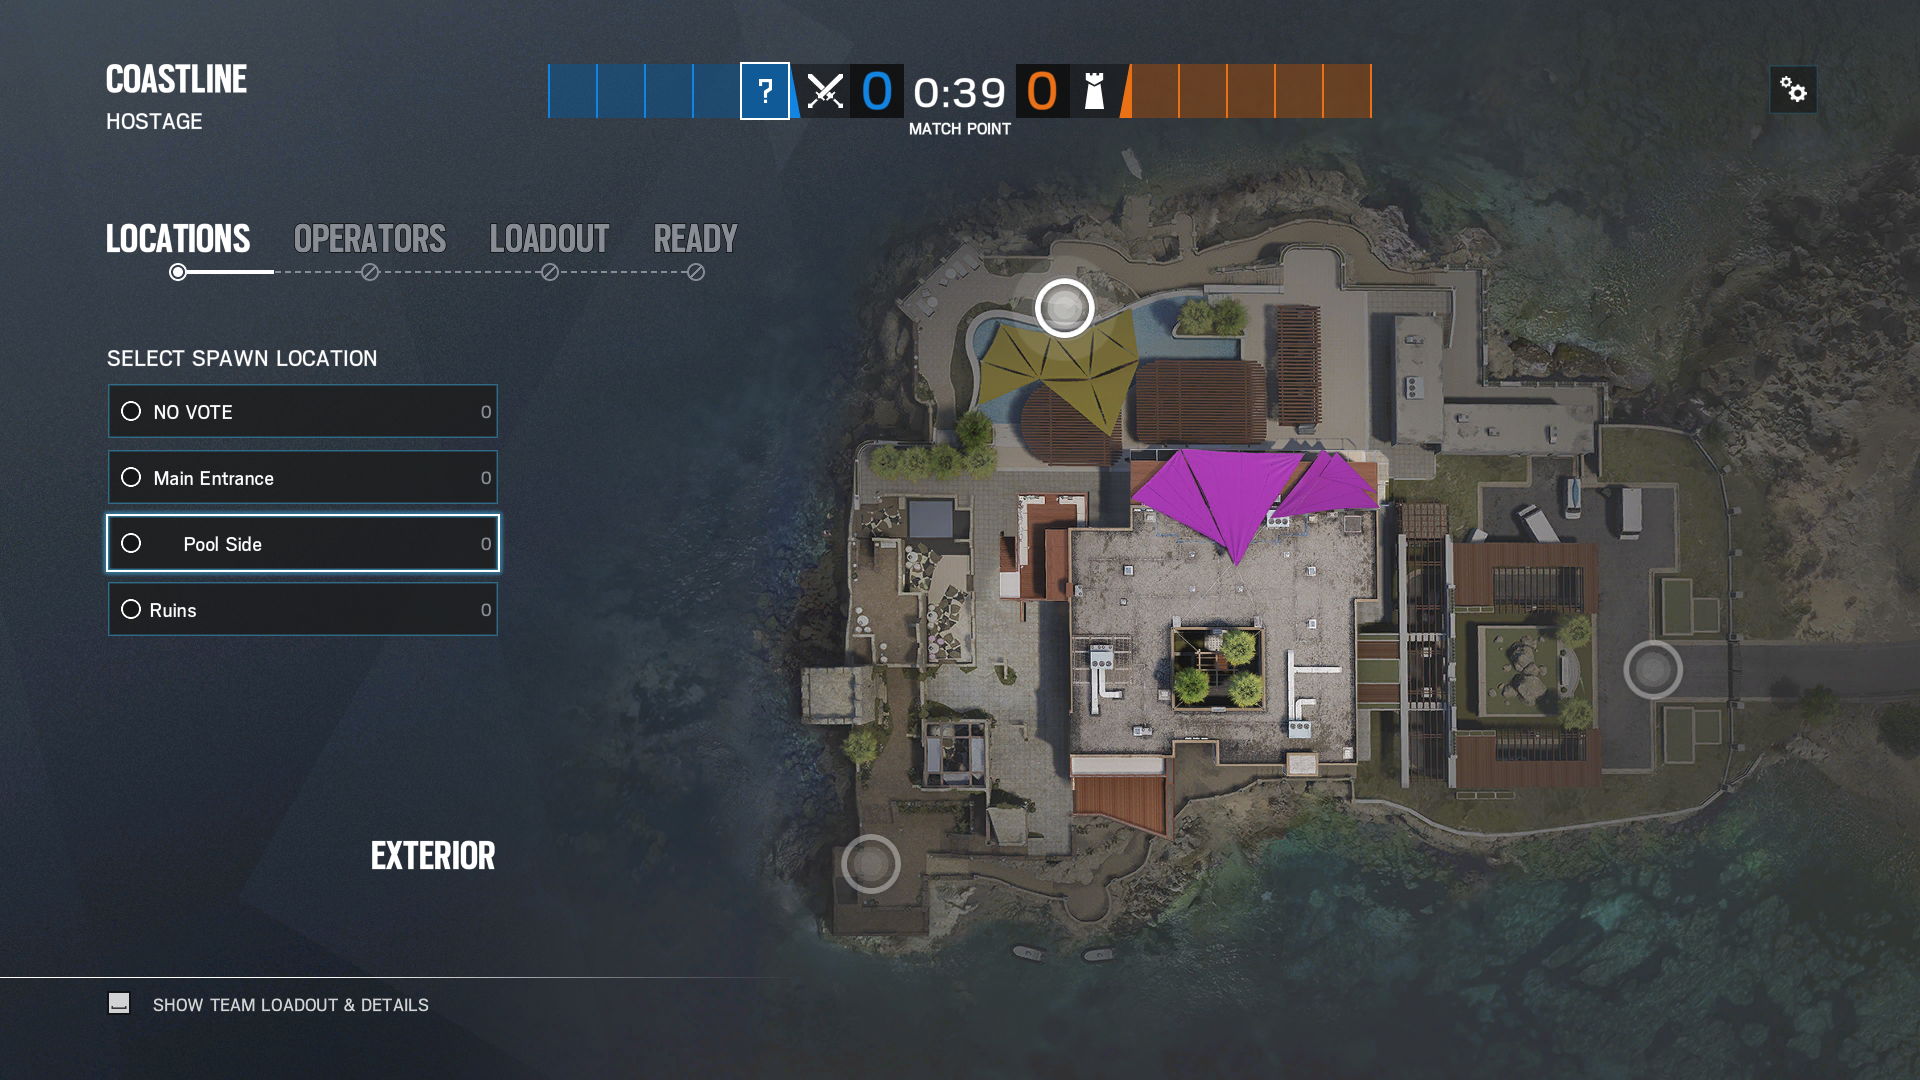 COASTLINE
HOSTAGE
?
0
0:39
0
MATCH POINT
LOCATIONS
OPERATORS
LOADOUT
READY
SELECT SPAWN LOCATION
NO VOTE 0
Main Entrance 0
Pool Side 0
Ruins 0
EXTERIOR
SHOW TEAM LOADOUT & DETAILS